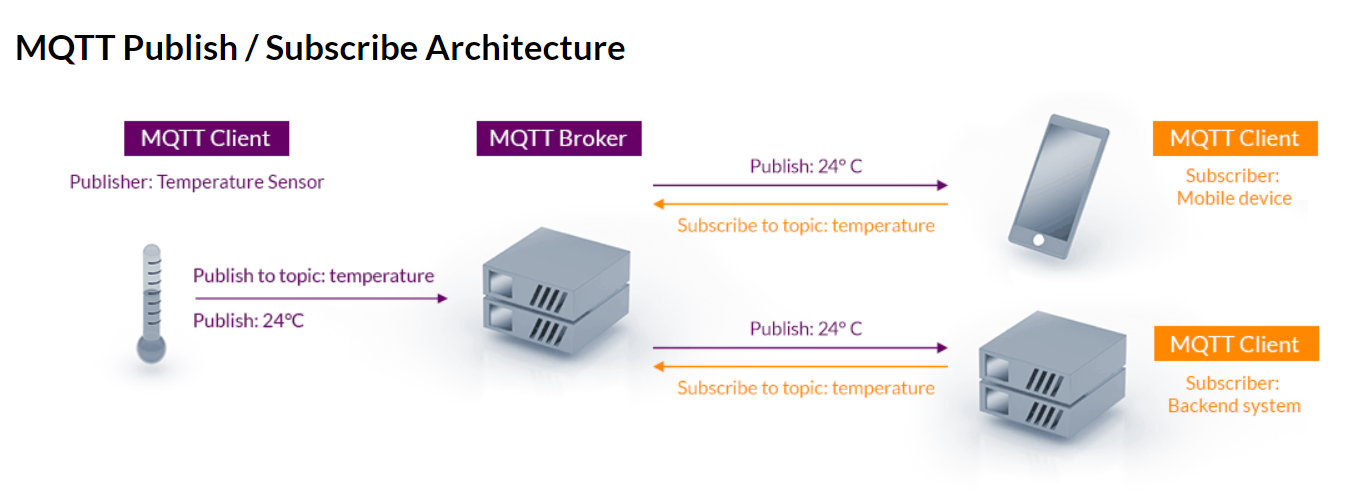 MQTT Publish / Subscribe Architecture
MQTT Client
Publisher: Temperature Sensor
Publish to topic: temperature
Publish: 24°C
MQTT Broker
Publish: 24° C
Subscribe to topic: temperature
MQTT Client
Subscriber:
Mobile device
Publish: 24° C
Subscribe to topic: temperature
MQTT Client
Subscriber:
Backend system